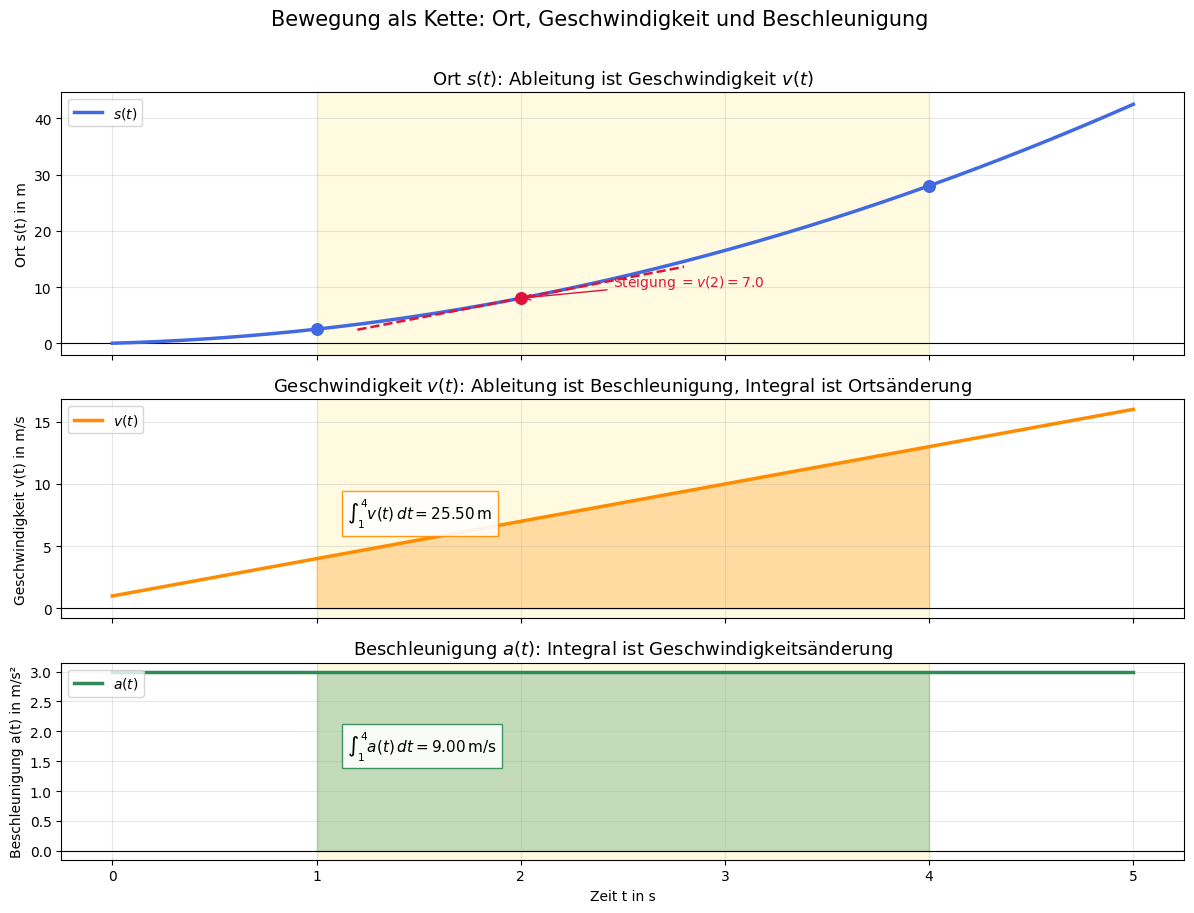 Bewegung als Kette: Ort, Geschwindigkeit und Beschleunigung
Ort s(t): Ableitung ist Geschwindigkeit v(t)
s(t)
Ort s(t) in m
40
30
20
10
0
Steigung = v(2) = 7.0
Geschwindigkeit v(t): Ableitung ist Beschleunigung, Integral ist Ortsänderung
v(t)
Geschwindigkeit v(t) in m/s
15
10
5
0
∫₁⁴ v(t) dt = 25.50 m
Beschleunigung a(t): Integral ist Geschwindigkeitsänderung
a(t)
Beschleunigung a(t) in m/s²
3.0
2.5
2.0
1.5
1.0
0.5
0.0
∫₁⁴ a(t) dt = 9.00 m/s
0 1 2 3 4 5
Zeit t in s